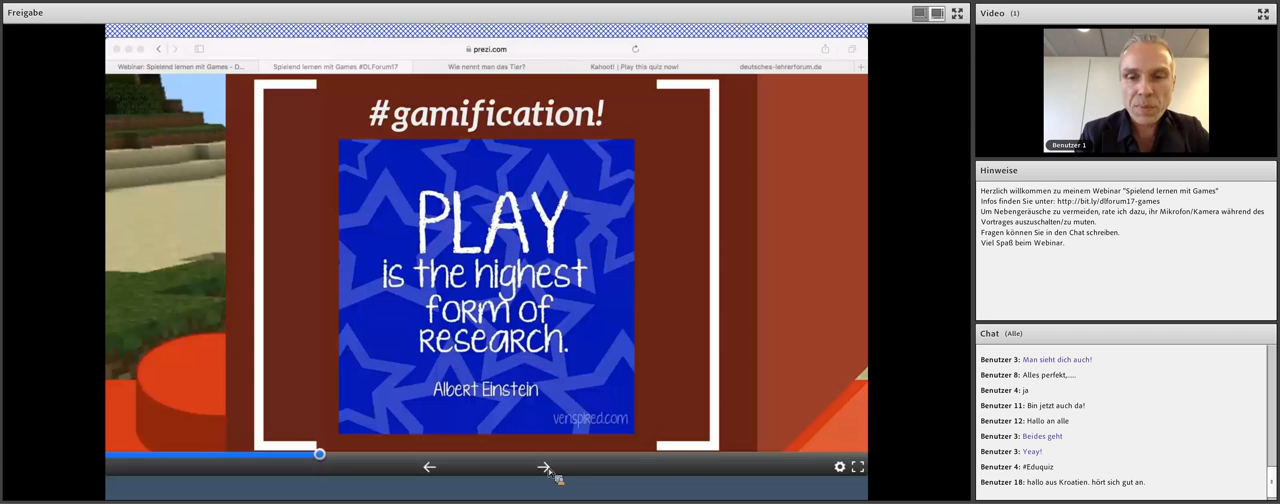 Freigabe
prezi.com
Webinar: Spielend lernen mit Games - D...
Spielend lernen mit Games #DLForum17
Wie nennt man das Tier?
Kahoot! | Play this quiz now!
deutsches-lehrerforum.de
#gamification!
PLAY
is the highest
form of
research.
Albert Einstein
venspired.com
Video (1)
Benutzer 1
Hinweise
Herzlich willkommen zu meinem Webinar "Spielend lernen mit Games"
Infos finden Sie unter: http://bit.ly/dlforum17-games
Um Nebengeräusche zu vermeiden, rate ich dazu, ihr Mikrofon/Kamera während des
Vortrages auszuschalten/zu muten.
Fragen können Sie in den Chat schreiben.
Viel Spaß beim Webinar.
Chat (Alle)
Benutzer 3: Man sieht dich auch!
Benutzer 8: Alles perfekt,....
Benutzer 4: ja
Benutzer 11: Bin jetzt auch da!
Benutzer 12: Hallo an alle
Benutzer 3: Beides geht
Benutzer 3: Yeay!
Benutzer 4: #Eduquiz
Benutzer 18: hallo aus Kroatien. hört sich gut an.